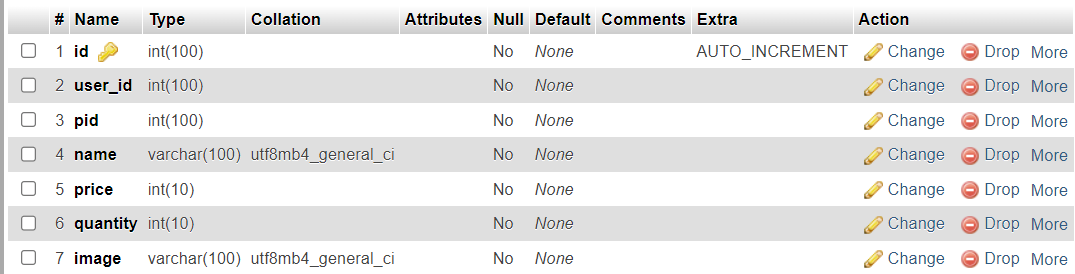 # Name Type Collation Attributes Null Default Comments Extra Action
1 id int(100) No None AUTO_INCREMENT Change Drop More
2 user_id int(100) No None Change Drop More
3 pid int(100) No None Change Drop More
4 name varchar(100) utf8mb4_general_ci No None Change Drop More
5 price int(10) No None Change Drop More
6 quantity int(10) No None Change Drop More
7 image varchar(100) utf8mb4_general_ci No None Change Drop More